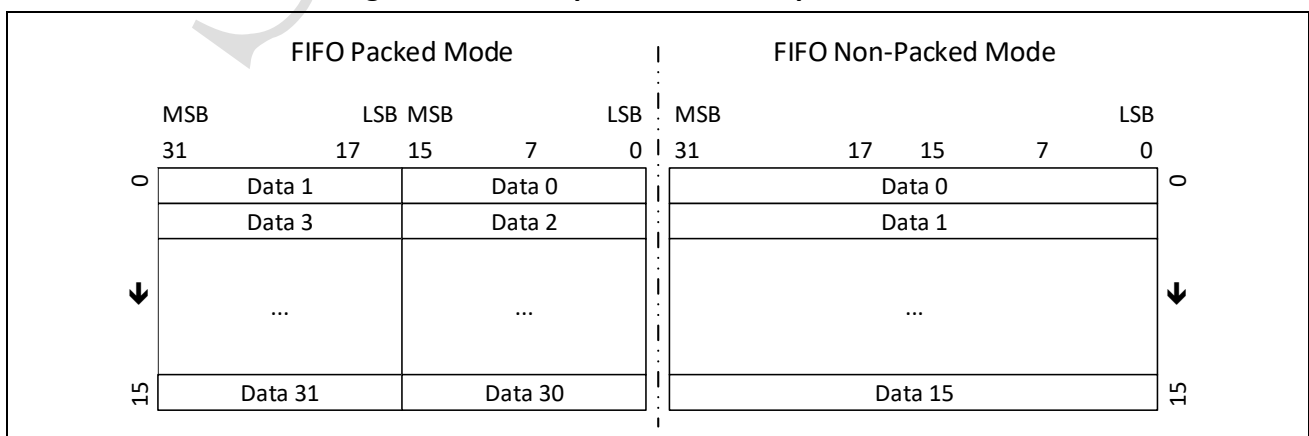 FIFO Packed Mode FIFO Non-Packed Mode
MSB LSB MSB LSB MSB LSB
31 17 15 7 0 31 17 15 7 0
0 Data 1 Data 0 Data 0 0
Data 3 Data 2 Data 1
... ... ...
15 Data 31 Data 30 Data 15 15